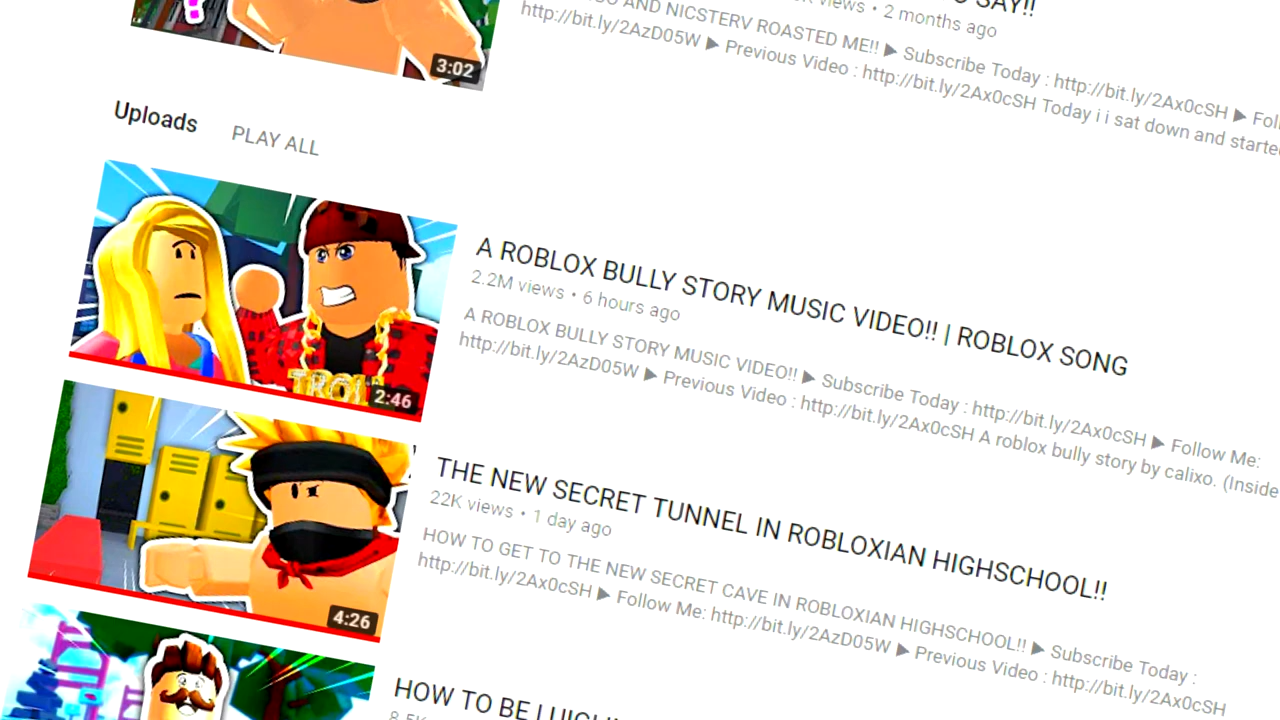 SAY!!
views • 2 months ago
AND NICSTERV ROASTED ME!! ▶ Subscribe Today : http://bit.ly/2Ax0cSH ▶
http://bit.ly/2AzD05W ▶ Previous Video : http://bit.ly/2Ax0cSH Today i i sat down and started
3:02
Uploads PLAY ALL
A ROBLOX BULLY STORY MUSIC VIDEO!! | ROBLOX SONG
2.2M views • 6 hours ago
A ROBLOX BULLY STORY MUSIC VIDEO!! ▶ Subscribe Today : http://bit.ly/2Ax0cSH ▶ Follow Me:
http://bit.ly/2AzD05W ▶ Previous Video : http://bit.ly/2Ax0cSH A roblox bully story by calixo. (Inside
TROL
2:46
THE NEW SECRET TUNNEL IN ROBLOXIAN HIGHSCHOOL!!
22K views • 1 day ago
HOW TO GET TO THE NEW SECRET CAVE IN ROBLOXIAN HIGHSCHOOL!! ▶ Subscribe Today :
http://bit.ly/2Ax0cSH ▶ Follow Me: http://bit.ly/2AzD05W ▶ Previous Video : http://bit.ly/2Ax0cSH
4:26
HOW TO BE LUIGI!!
8.5K